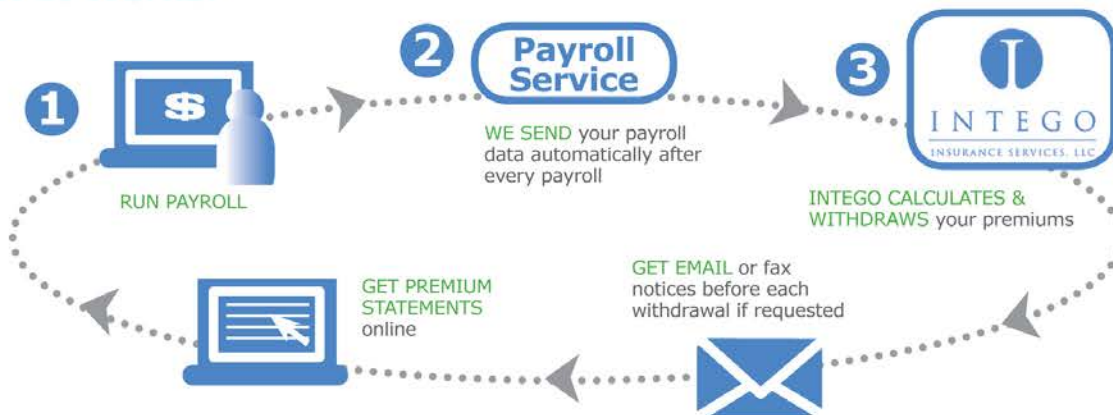 1
$
RUN PAYROLL
2
Payroll
Service
WE SEND your payroll
data automatically after
every payroll
3
INTEGO
INSURANCE SERVICES, LLC
INTEGO CALCULATES &
WITHDRAWS your premiums
GET EMAIL or fax
notices before each
withdrawal if requested
GET PREMIUM
STATEMENTS
online